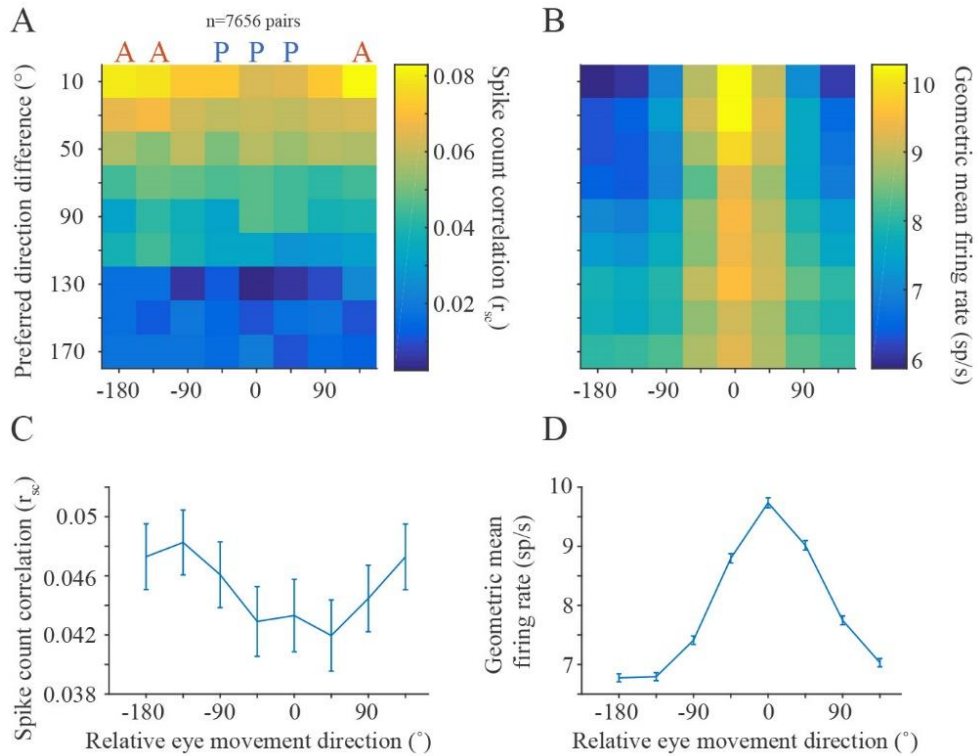 A
n=7656 pairs
A A P P P A
Preferred direction difference (°)
10
50
90
130
170
-180 -90 0 90
0.08
0.06
0.04
0.02
Spike count correlation (rsc)
B
-180 -90 0 90
10
9
8
7
6
Geometric mean firing rate (sp/s)
C
Spike count correlation (rsc)
0.05
0.046
0.042
0.038
-180 -90 0 90
Relative eye movement direction (°)
D
Geometric mean
firing rate (sp/s)
10
9
8
7
-180 -90 0 90
Relative eye movement direction (°)